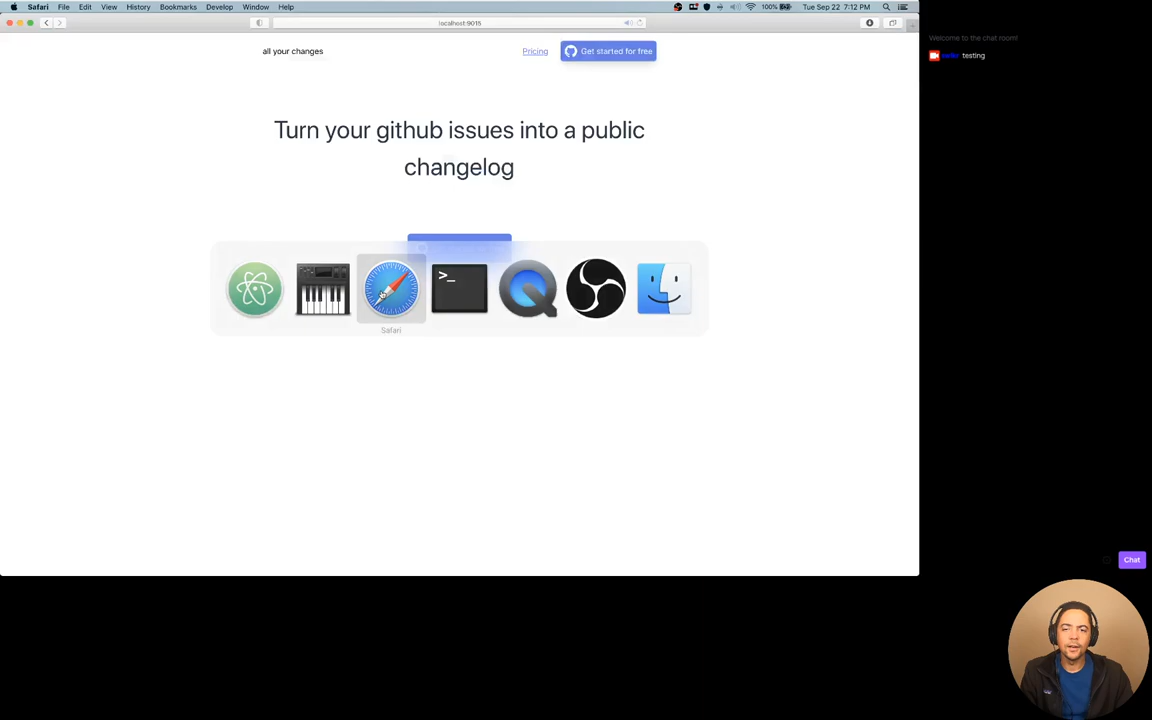 Safari File Edit View History Bookmarks Develop Window Help 100% Tue Sep 22 7:12 PM
localhost:9015
Welcome to the chat room!
testing
all your changes Pricing Get started for free
Turn your github issues into a public
changelog
>_
Safari
Chat